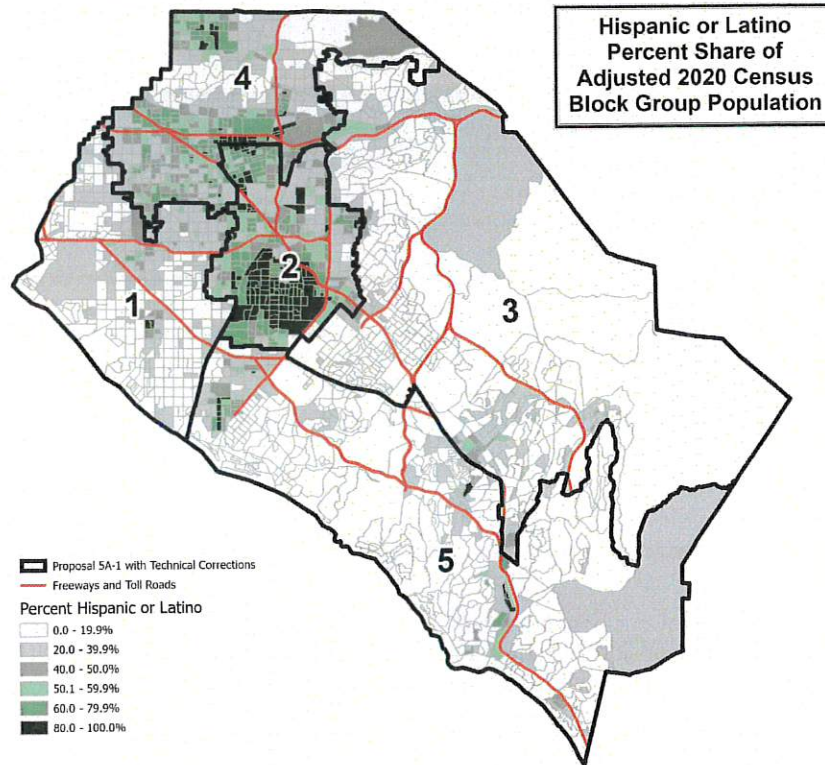 Hispanic or Latino
Percent Share of
Adjusted 2020 Census
Block Group Population
4
2
1
3
5
Proposal 5A-1 with Technical Corrections
Freeways and Toll Roads
Percent Hispanic or Latino
0.0 - 19.9%
20.0 - 39.9%
40.0 - 50.0%
50.1 - 59.9%
60.0 - 79.9%
80.0 - 100.0%